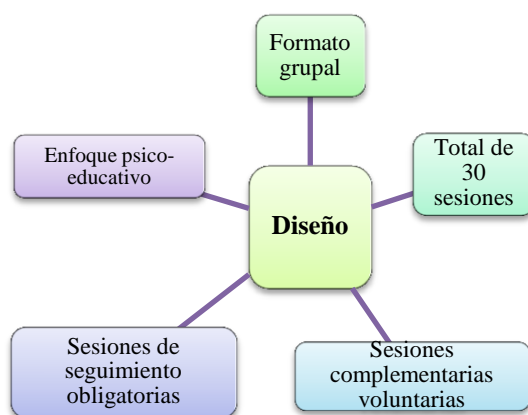 Formato
grupal
Enfoque psico-
educativo
Total de
30
sesiones
Diseño
Sesiones de
seguimiento
obligatorias
Sesiones
complementarias
voluntarias